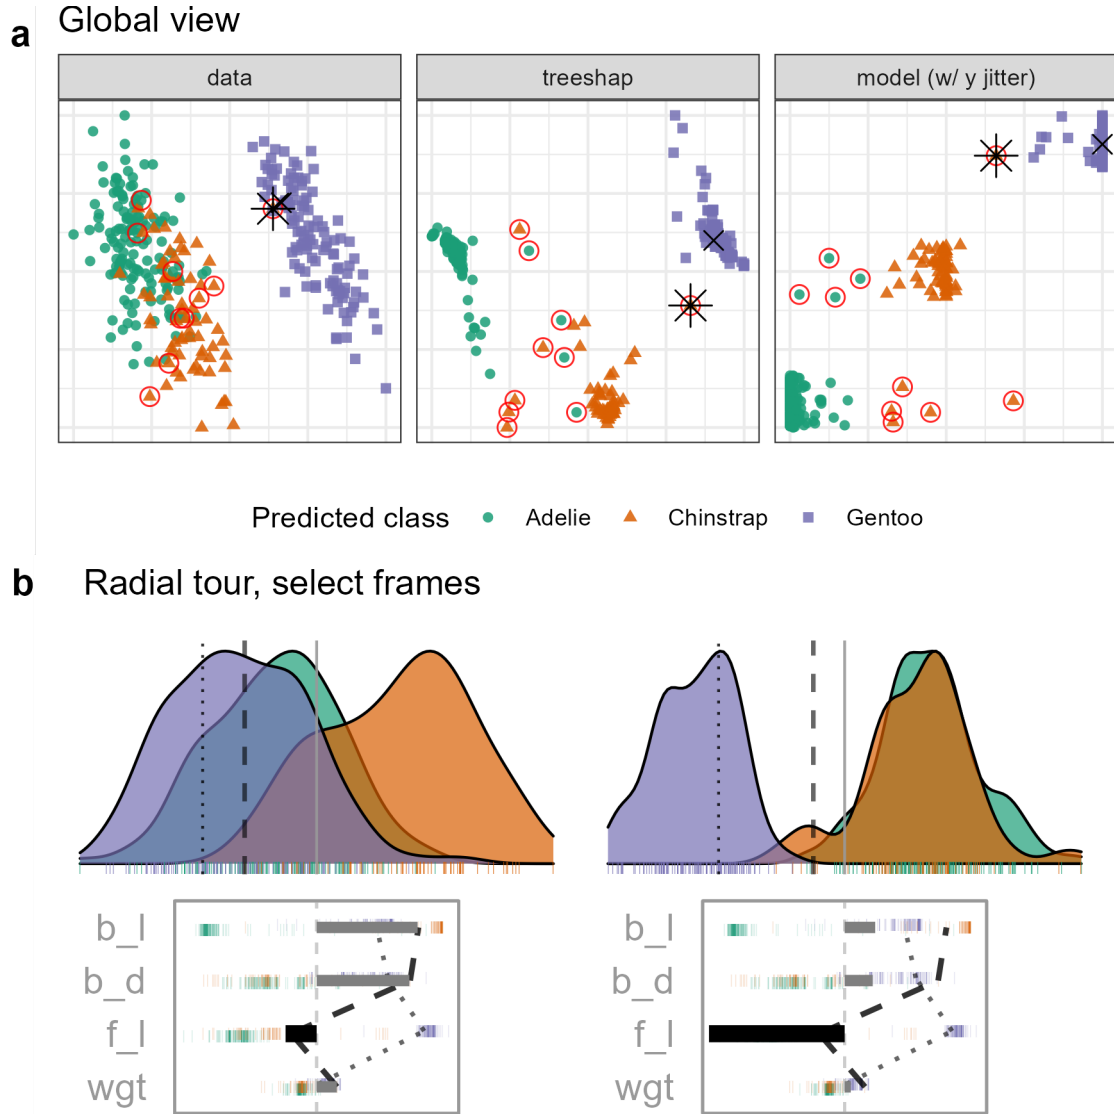 a Global view
data treeshap model (w/ y jitter)
Predicted class Adelie Chinstrap Gentoo
b Radial tour, select frames
b_l b_l
b_d b_d
f_l f_l
wgt wgt